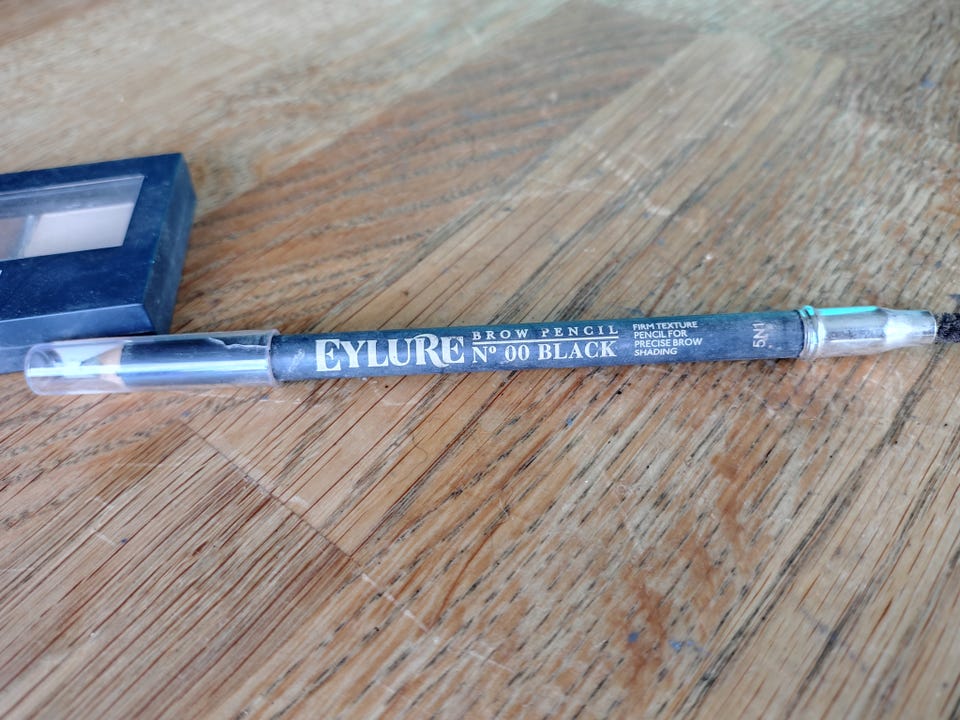 EYLURE
BROW PENCIL
Nº 00 BLACK
FIRM TEXTURE
PENCIL FOR
PRECISE BROW
SHADING
5N1